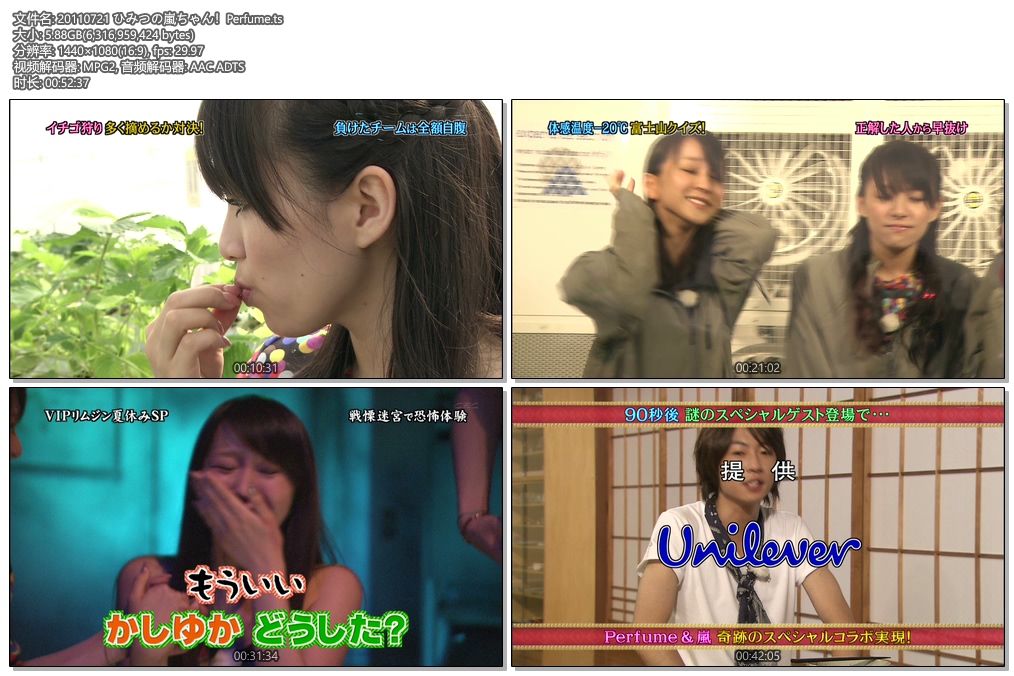 文件名: 20110721 ひみつの嵐ちゃん! Perfume.ts
大小: 5.88GB(6,316,959,424 bytes)
分辨率: 1440×1080(16:9), fps: 29.97
视频解码器: MPG2, 音频解码器: AAC ADTS
时长: 00:52:37
イチゴ狩り 多く摘めるか対決! 負けたチームは全額自腹
00:10:31
体感温度-20℃ 富士山クイズ! 正解した人から早抜け
00:21:02
VIPリムジン夏休みSP 戦慄迷宮で恐怖体験
もういい
かしゆか どうした?
00:31:34
90秒後 謎のスペシャルゲスト登場で…
提 供
Unilever
Perfume & 嵐 奇跡のスペシャルコラボ実現!
00:42:05